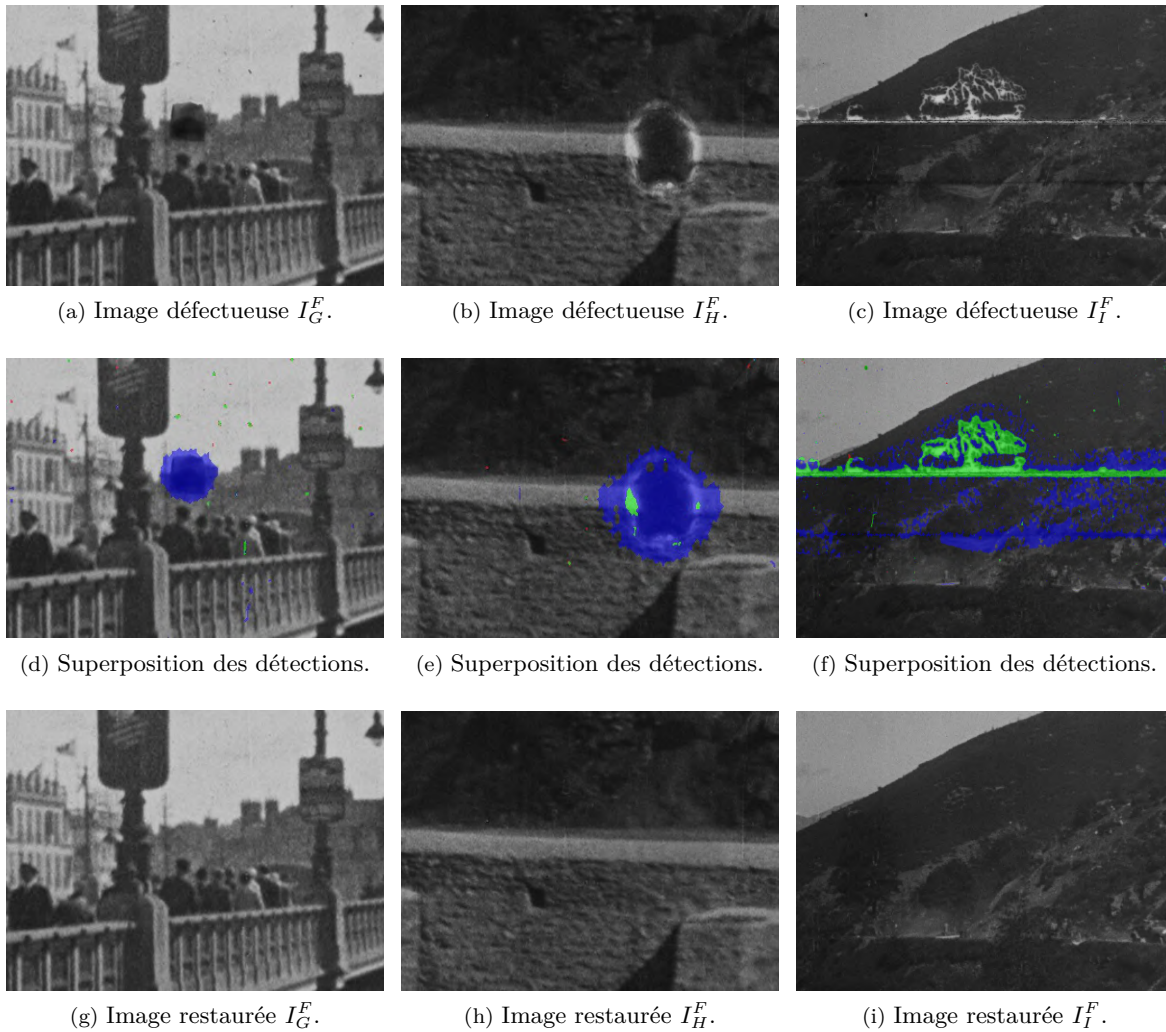 (a) Image défectueuse $I_G^F$.
(b) Image défectueuse $I_H^F$.
(c) Image défectueuse $I_I^F$.
(d) Superposition des détections.
(e) Superposition des détections.
(f) Superposition des détections.
(g) Image restaurée $I_G^F$.
(h) Image restaurée $I_H^F$.
(i) Image restaurée $I_I^F$.